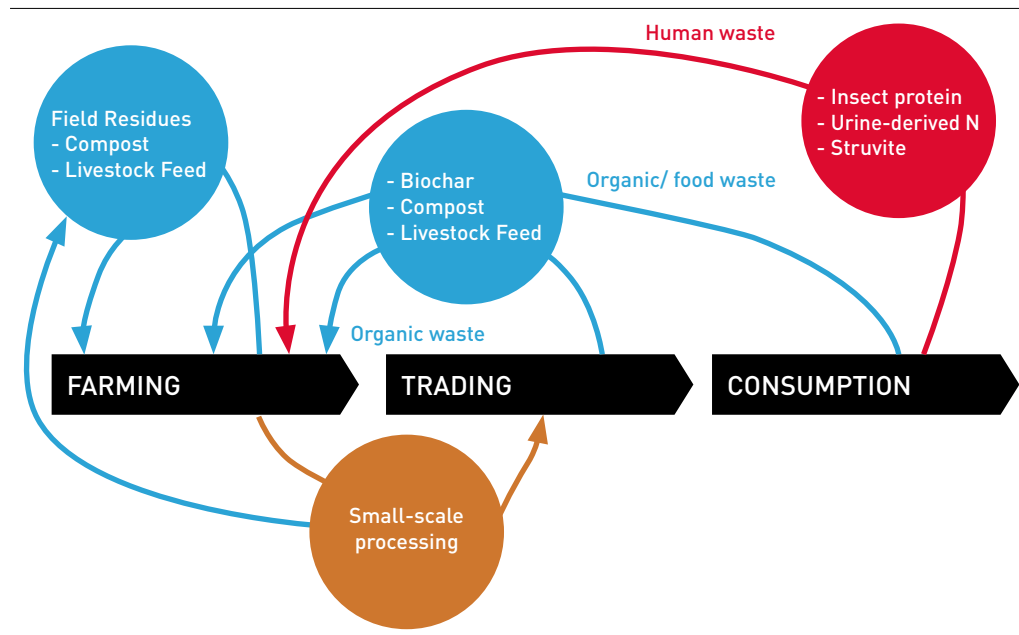 Human waste
Field Residues
- Compost
- Livestock Feed
- Insect protein
- Urine-derived N
- Struvite
- Biochar
- Compost
- Livestock Feed
Organic/ food waste
Organic waste
FARMING
TRADING
CONSUMPTION
Small-scale
processing